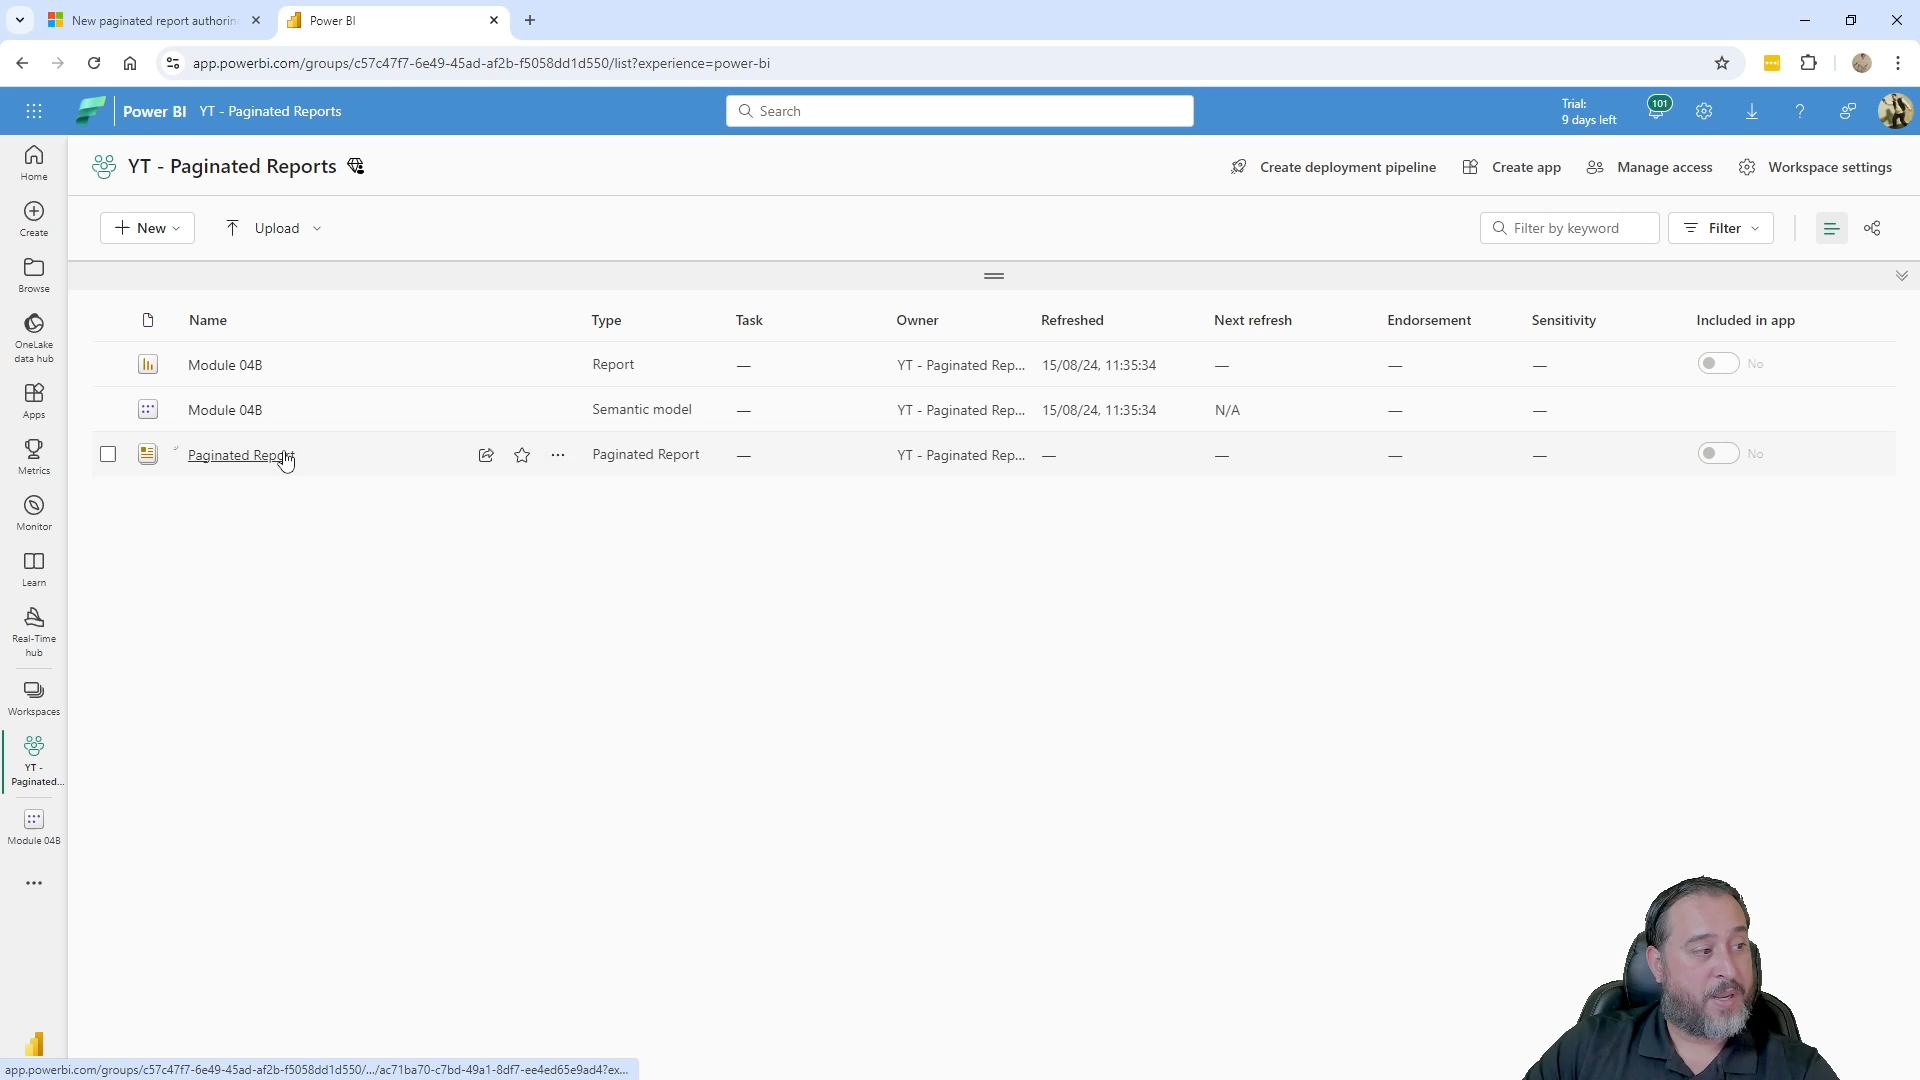 New paginated report authorin
Power BI
app.powerbi.com/groups/c57c47f7-6e49-45ad-af2b-f5058dd1d550/list?experience=power-bi
Power BI YT - Paginated Reports
Search
Trial:
9 days left
101
Home
Create
Browse
OneLake
data hub
Apps
Metrics
Monitor
Learn
Real-Time
hub
Workspaces
YT -
Paginated...
Module 04B
YT - Paginated Reports
Create deployment pipeline
Create app
Manage access
Workspace settings
New
Upload
Filter by keyword
Filter
Name Type Task Owner Refreshed Next refresh Endorsement Sensitivity Included in app
Module 04B Report — YT - Paginated Rep... 15/08/24, 11:35:34 — — — No
Module 04B Semantic model — YT - Paginated Rep... 15/08/24, 11:35:34 N/A — —
Paginated Report Paginated Report — YT - Paginated Rep... — — — — No
app.powerbi.com/groups/c57c47f7-6e49-45ad-af2b-f5058dd1d550/.../ac71ba70-c7bd-49a1-8df7-ee4ed65e9ad4?ex...